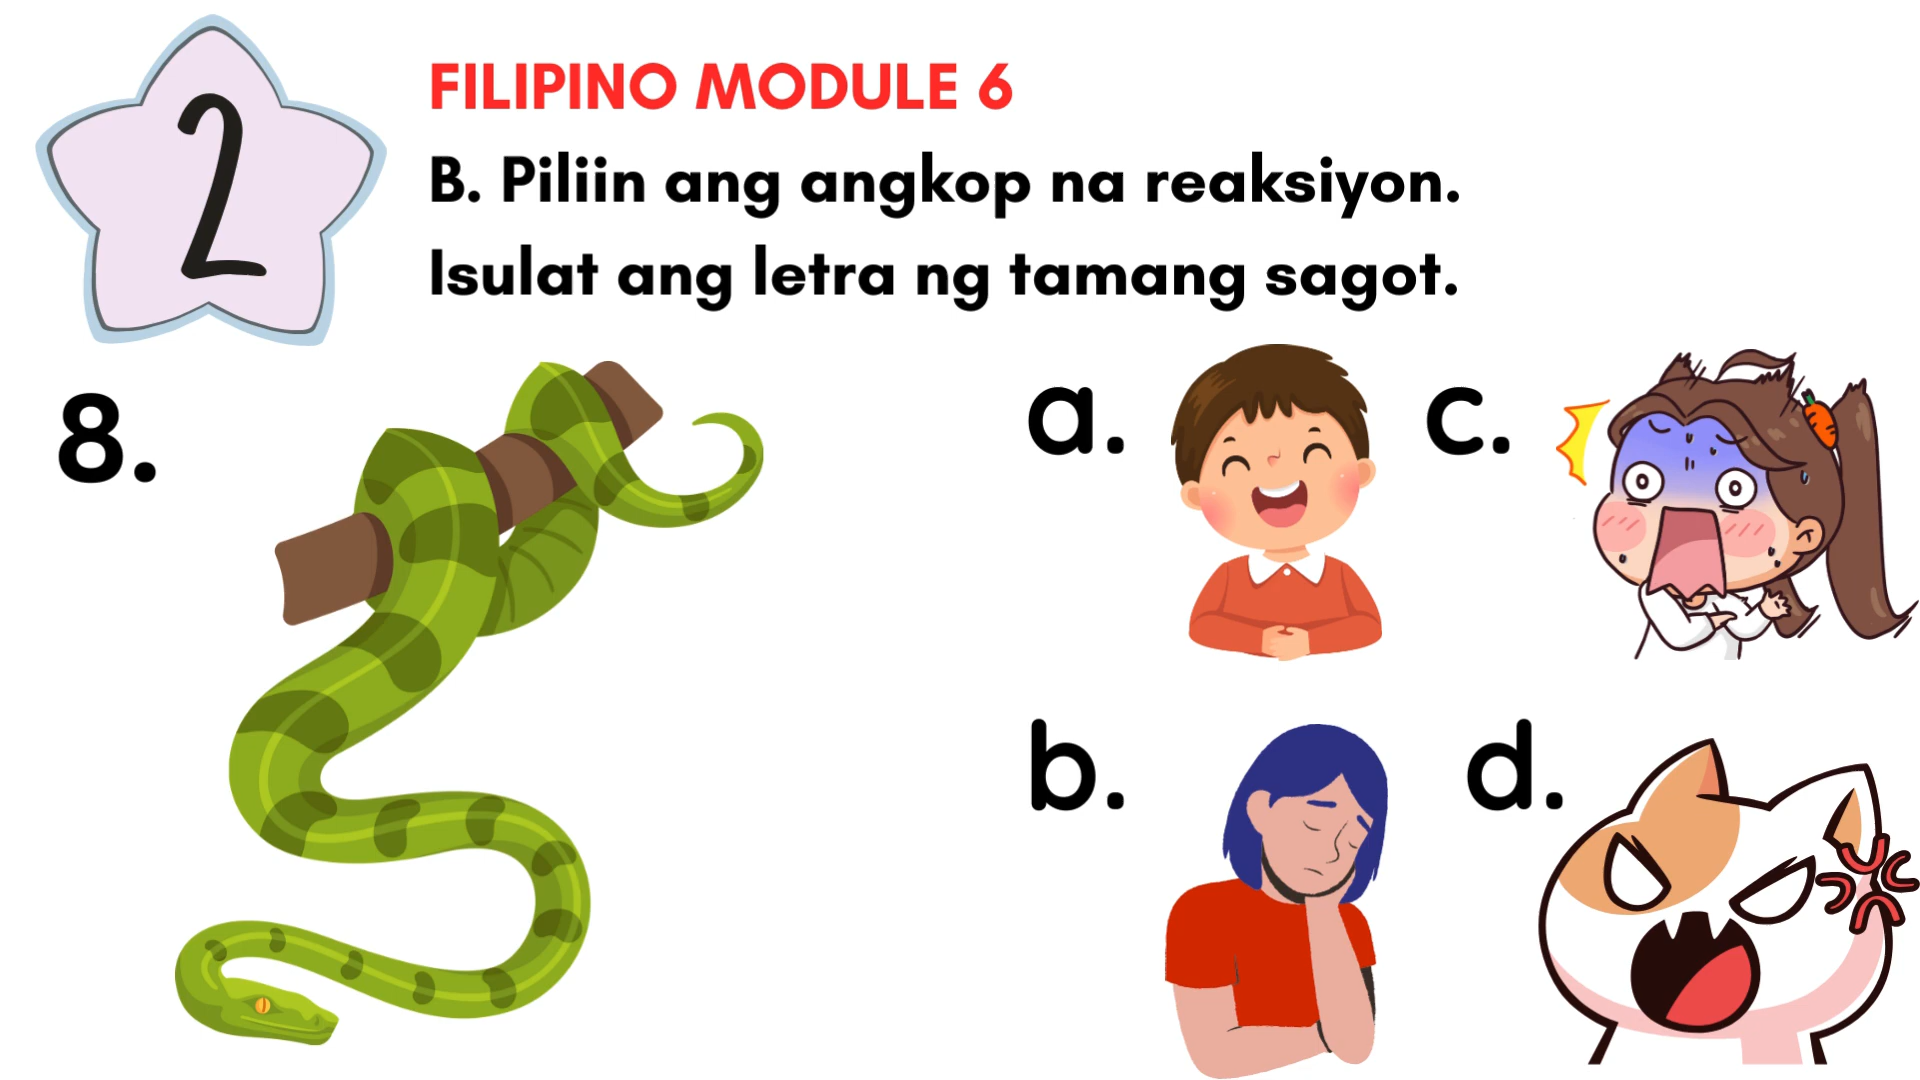 2
FILIPINO MODULE 6
B. Piliin ang angkop na reaksiyon.
Isulat ang letra ng tamang sagot.
8.
a.
c.
b.
d.